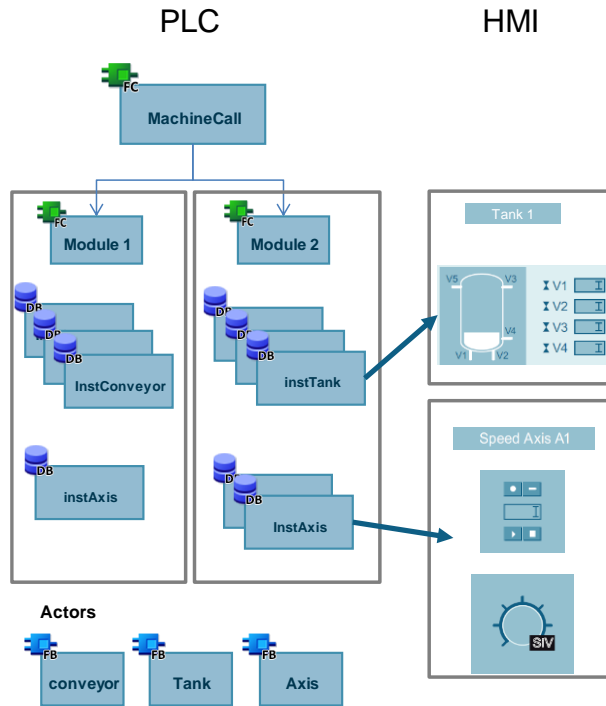 PLC
HMI
FC
MachineCall
FC
Module 1
FC
Module 2
Tank 1
DB
DB
DB
InstConveyor
DB
DB
DB
instTank
V5
V3
V4
V1
V2
V1
V2
V3
V4
DB
instAxis
DB
DB
InstAxis
Speed Axis A1
SIV
Actors
FB
conveyor
FB
Tank
FB
Axis